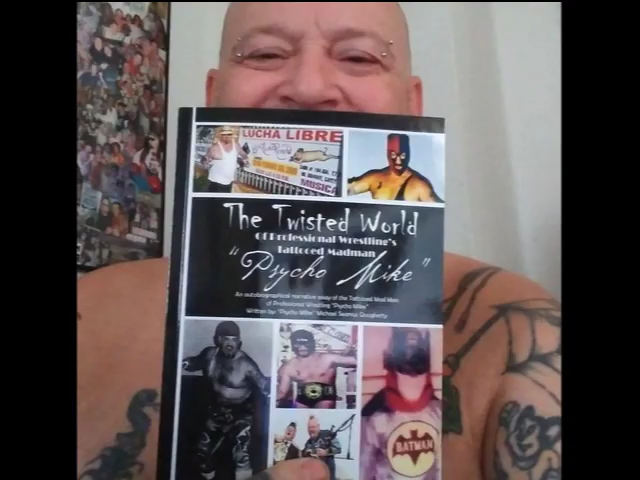 LUCHA LIBRE
MUSICA
The Twisted World
Of Professional Wrestling's
Tattooed Madman
"Psycho Mike"
An autobiographical narrative essay of the Tattooed Mad Man
of Professional Wrestling "Psycho Mike"
Written by: "Psycho Mike" Michael Seamus Dougherty
BATMAN